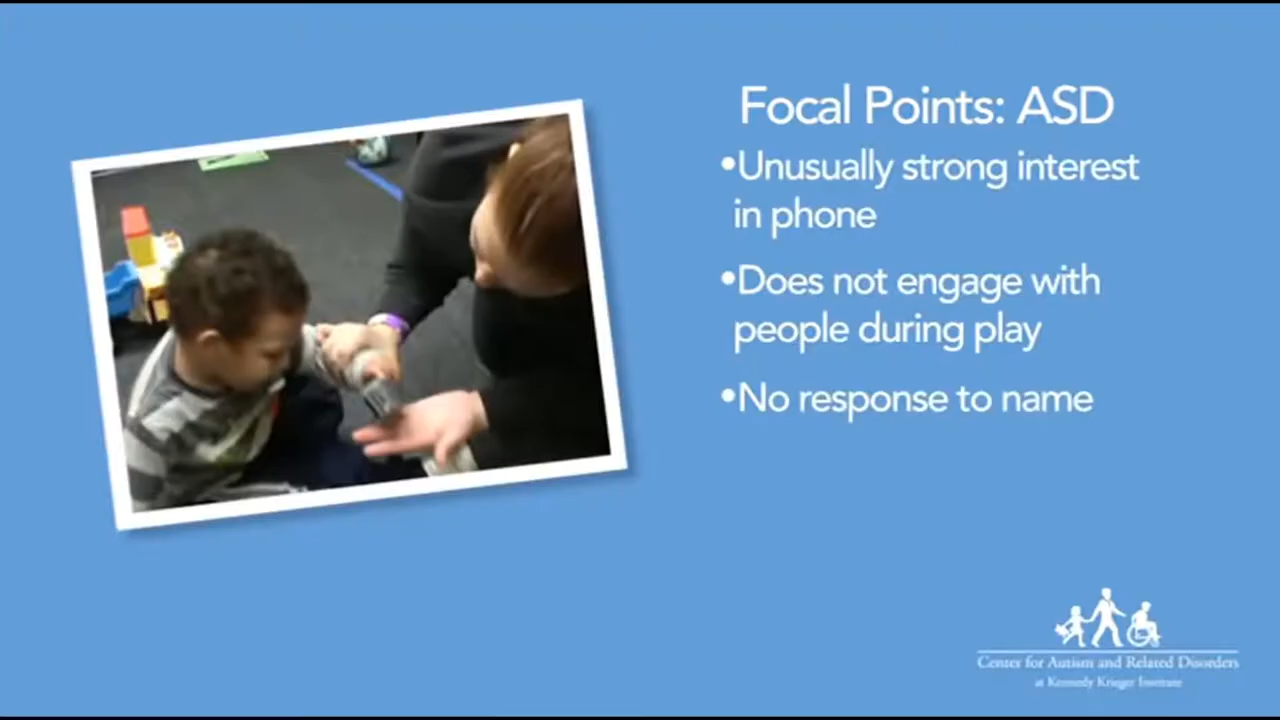 Focal Points: ASD
•Unusually strong interest
in phone
•Does not engage with
people during play
•No response to name
Center for Autism and Related Disorders
at Kennedy Krieger Institute